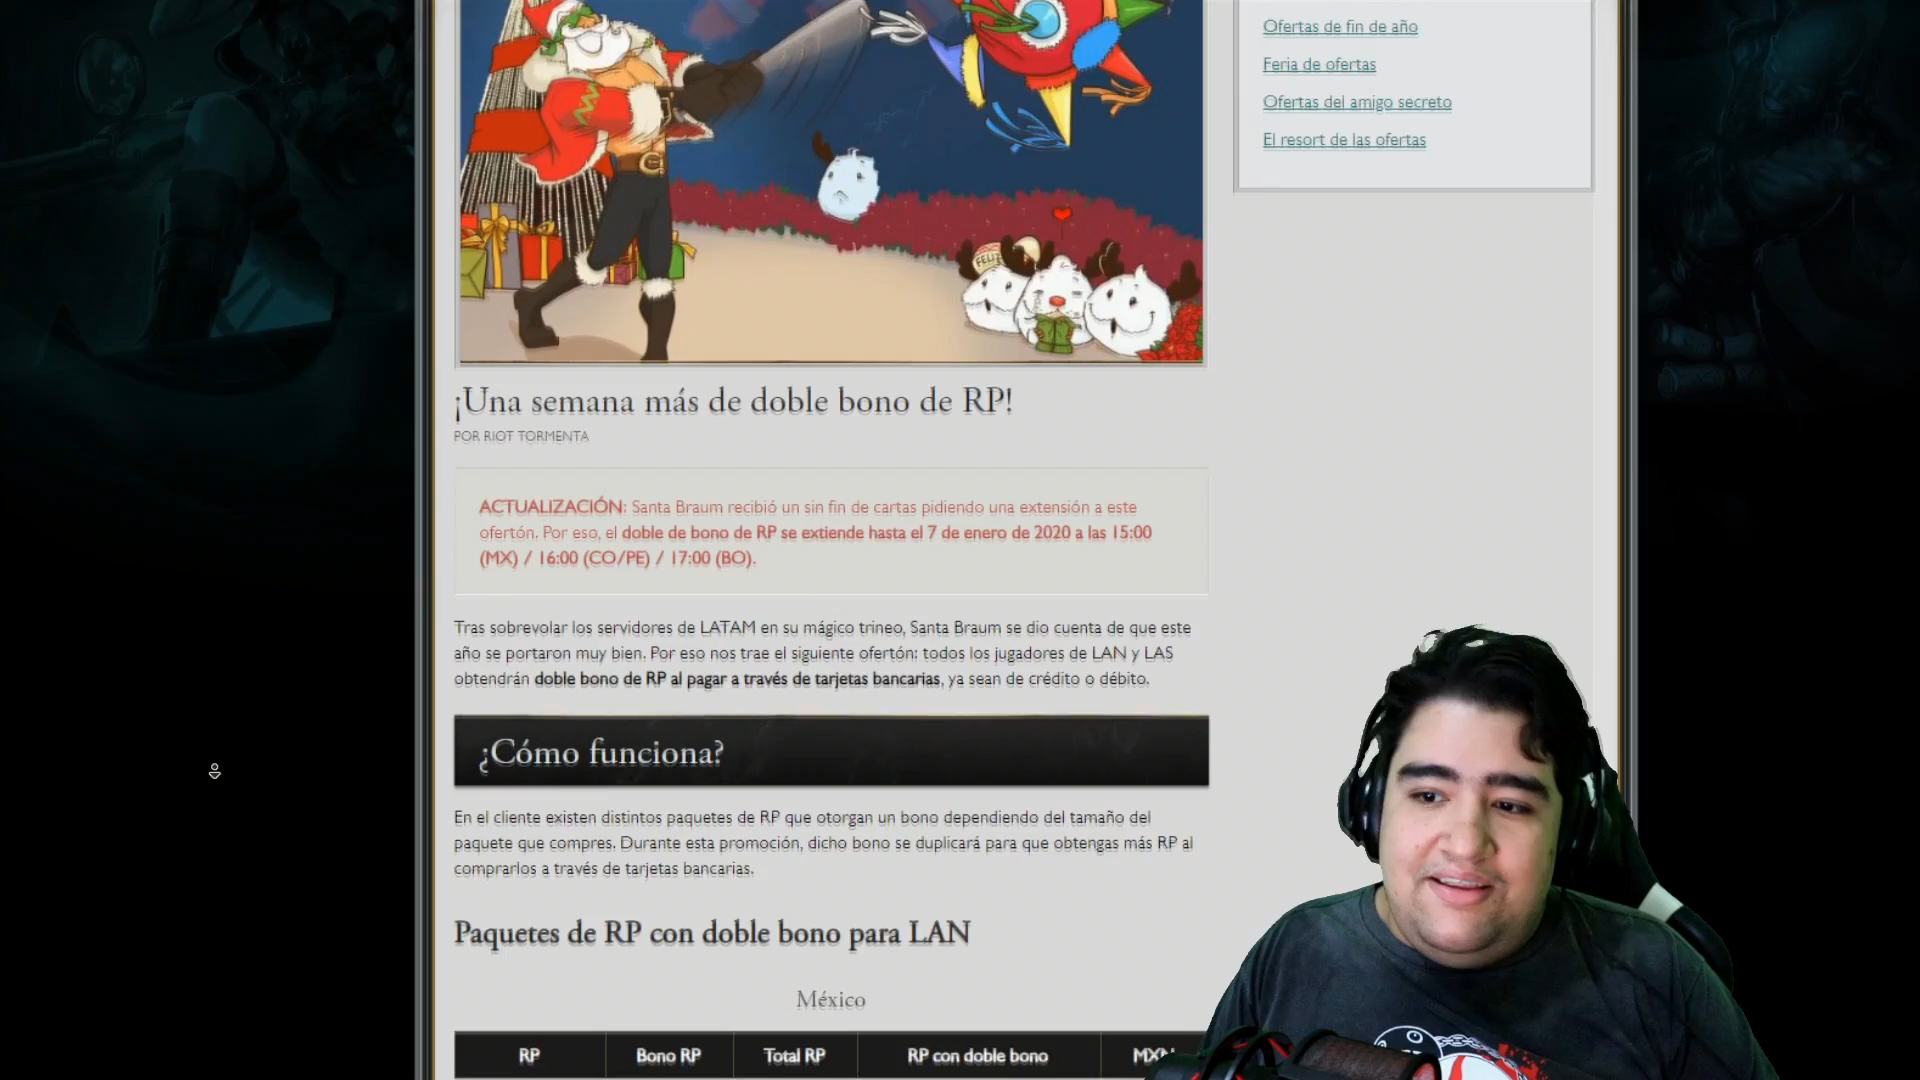 Ofertas de fin de año
Feria de ofertas
Ofertas del amigo secreto
El resort de las ofertas
FELIZ
¡Una semana más de doble bono de RP!
POR RIOT TORMENTA
ACTUALIZACIÓN: Santa Braum recibió un sin fin de cartas pidiendo una extensión a este
ofertón. Por eso, el doble de bono de RP se extiende hasta el 7 de enero de 2020 a las 15:00
(MX) / 16:00 (CO/PE) / 17:00 (BO).
Tras sobrevolar los servidores de LATAM en su mágico trineo, Santa Braum se dio cuenta de que este
año se portaron muy bien. Por eso nos trae el siguiente ofertón: todos los jugadores de LAN y LAS
obtendrán doble bono de RP al pagar a través de tarjetas bancarias, ya sean de crédito o débito.
¿Cómo funciona?
En el cliente existen distintos paquetes de RP que otorgan un bono dependiendo del tamaño del
paquete que compres. Durante esta promoción, dicho bono se duplicará para que obtengas más RP al
comprarlos a través de tarjetas bancarias.
Paquetes de RP con doble bono para LAN
México
RP Bono RP Total RP RP con doble bono MXN